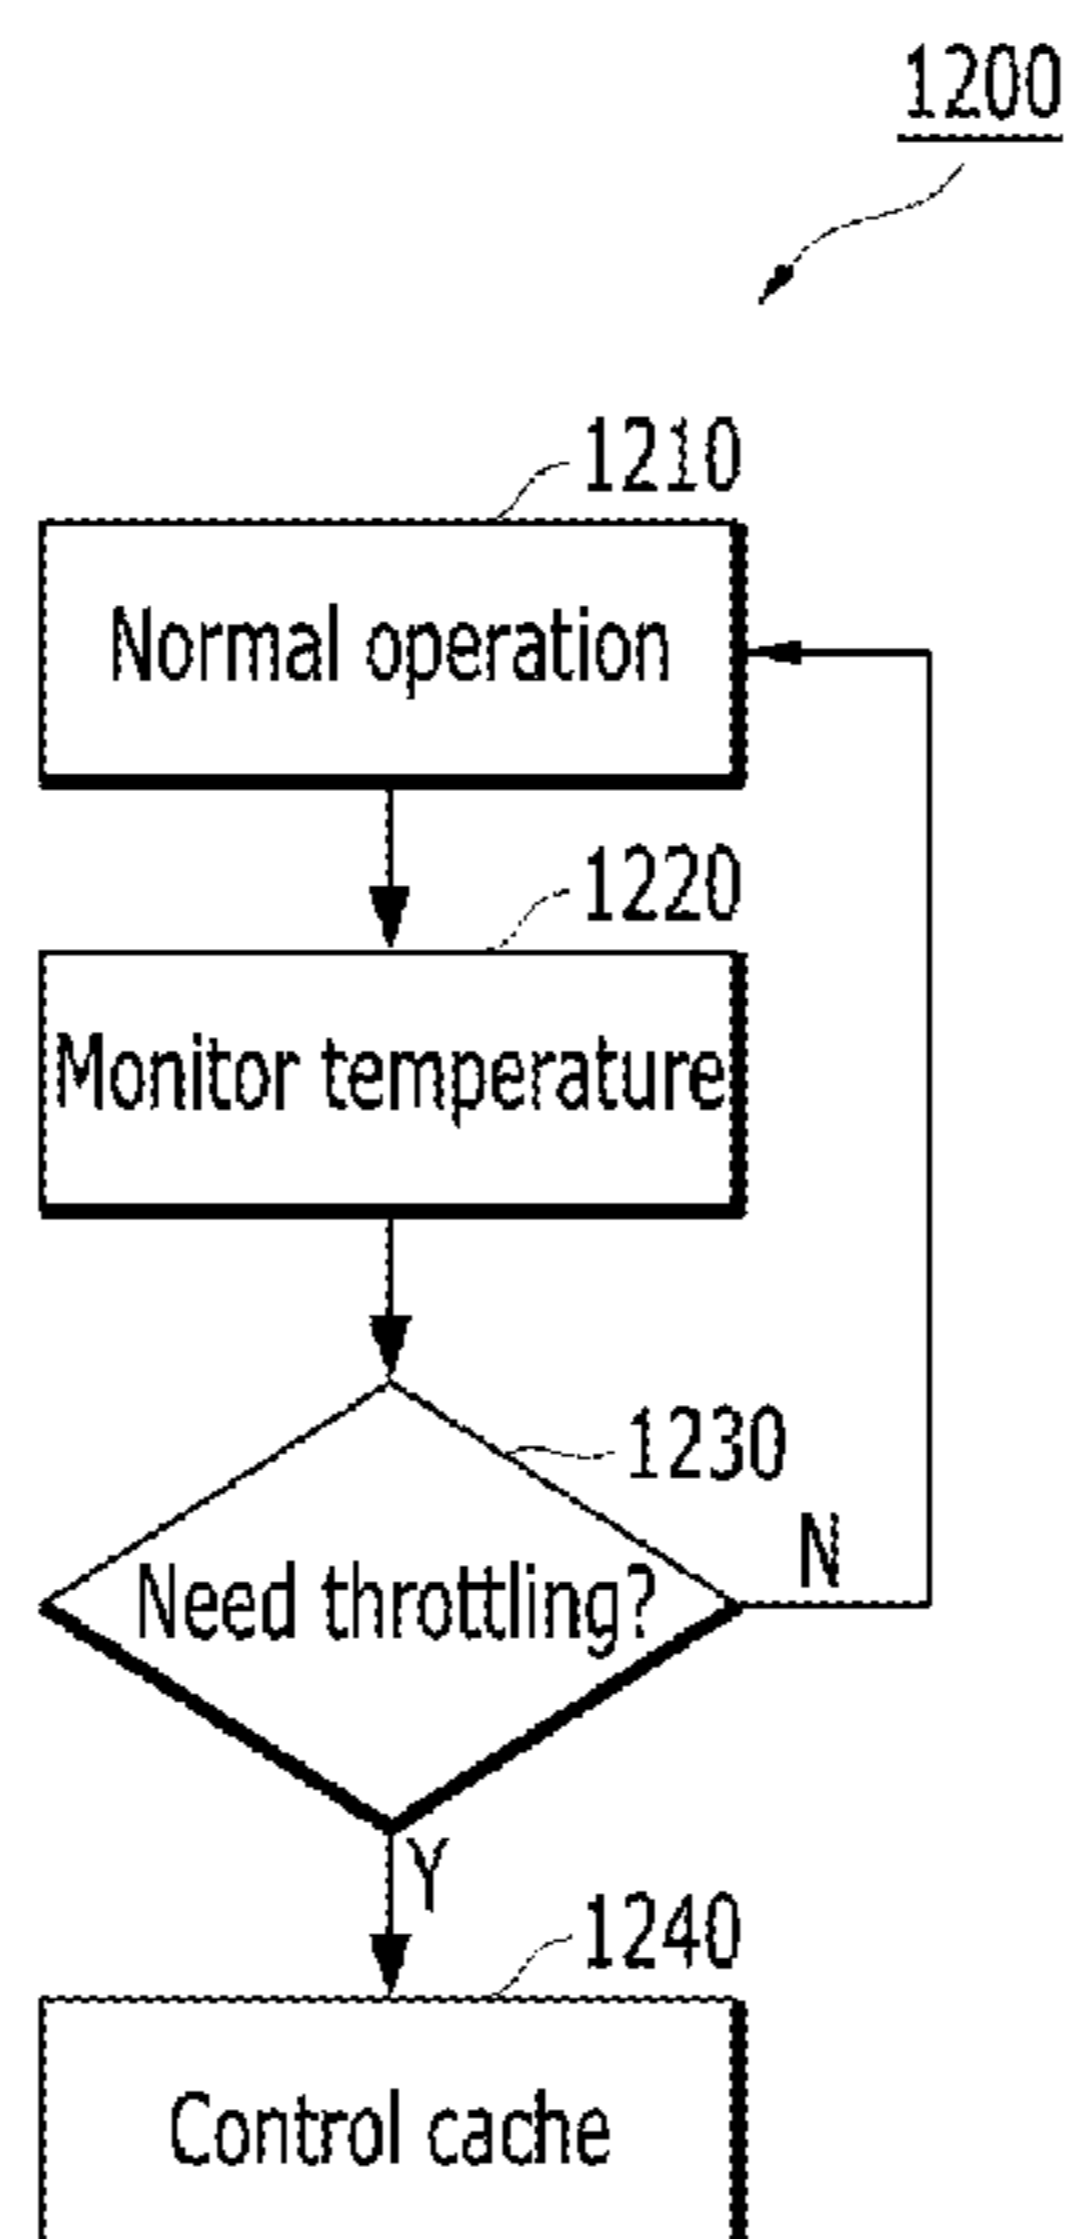 1200
1210
Normal operation
1220
Monitor temperature
1230
N
Need throttling?
Y
1240
Control cache